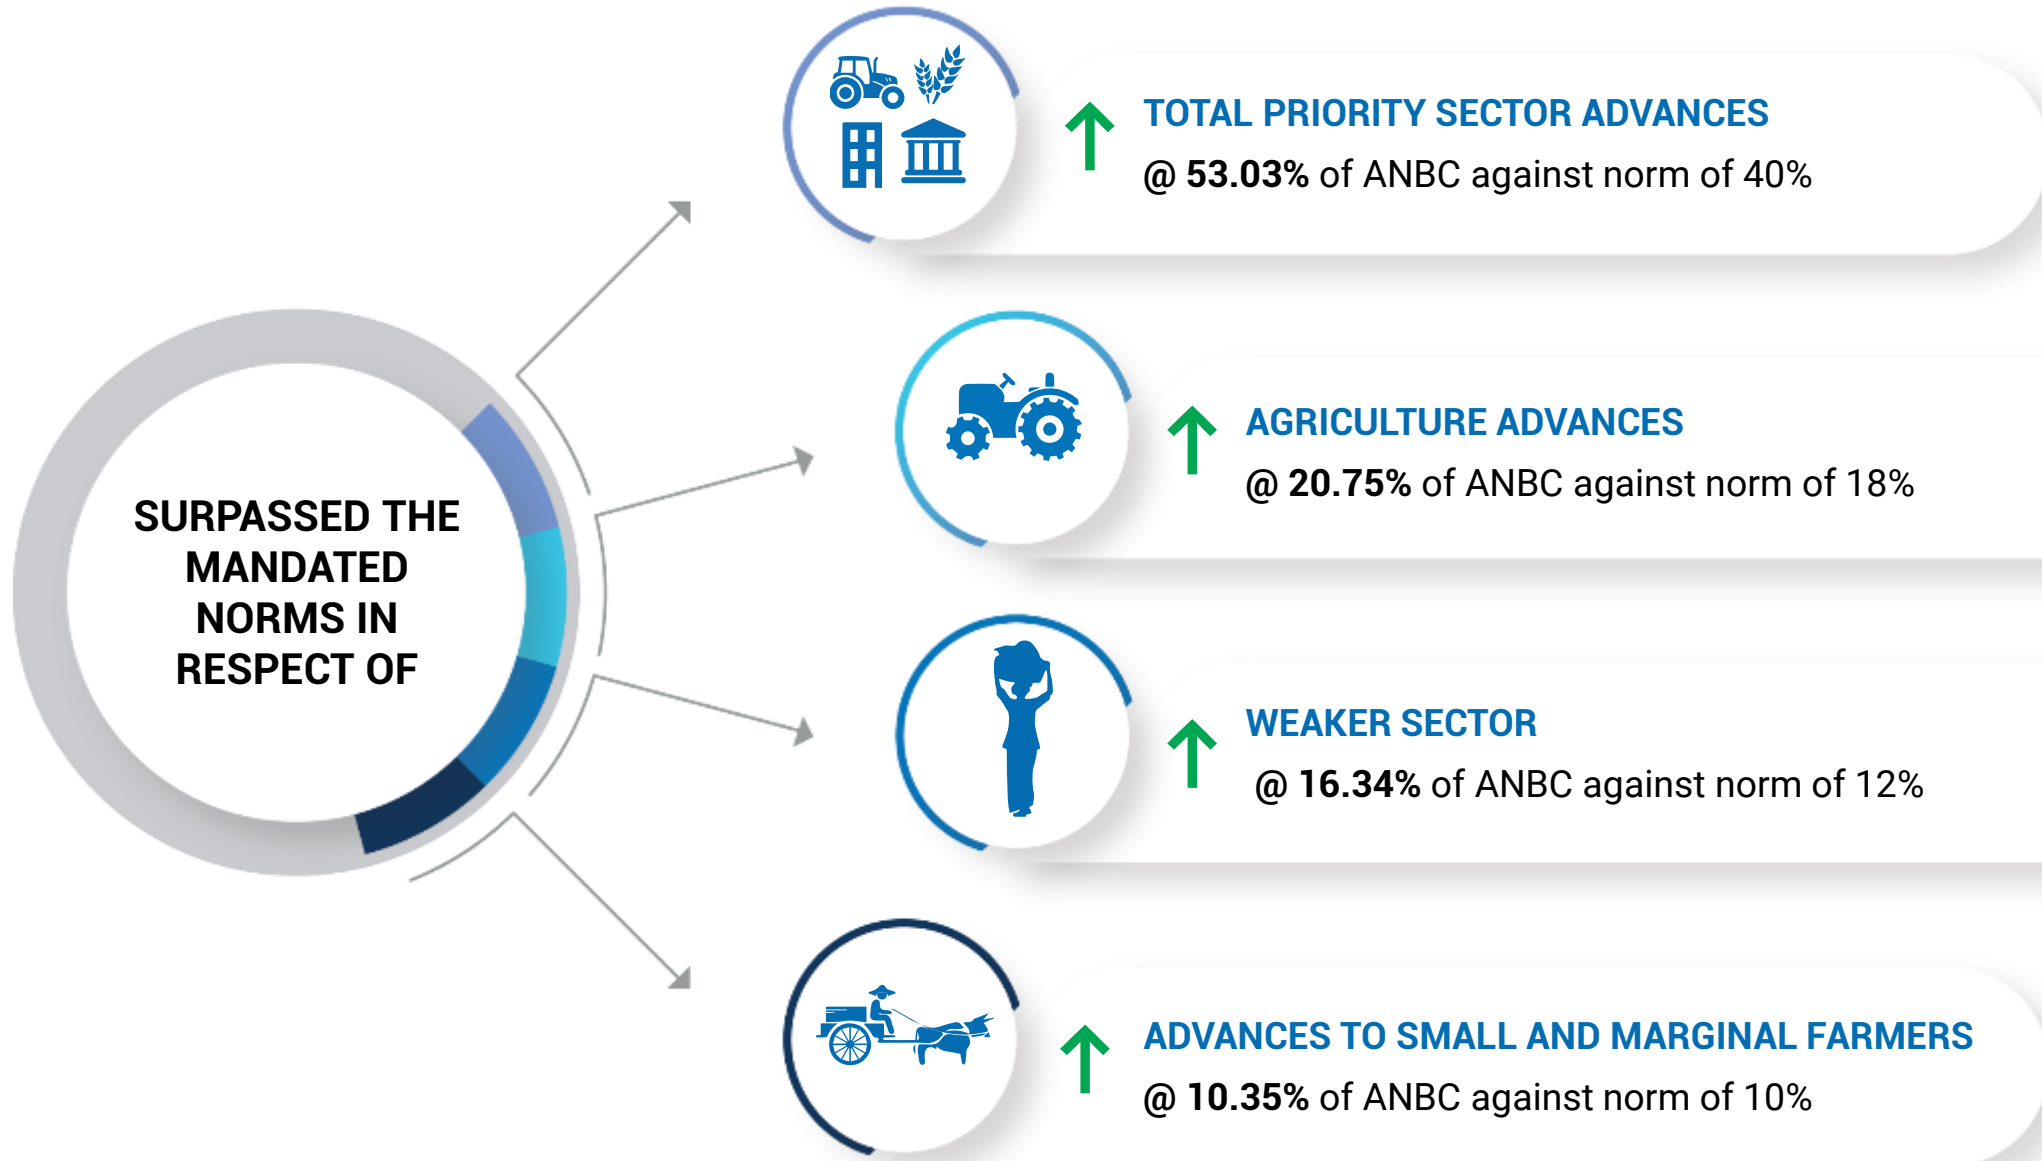 SURPASSED THE
MANDATED
NORMS IN
RESPECT OF
TOTAL PRIORITY SECTOR ADVANCES
@ 53.03% of ANBC against norm of 40%
AGRICULTURE ADVANCES
@ 20.75% of ANBC against norm of 18%
WEAKER SECTOR
@ 16.34% of ANBC against norm of 12%
ADVANCES TO SMALL AND MARGINAL FARMERS
@ 10.35% of ANBC against norm of 10%